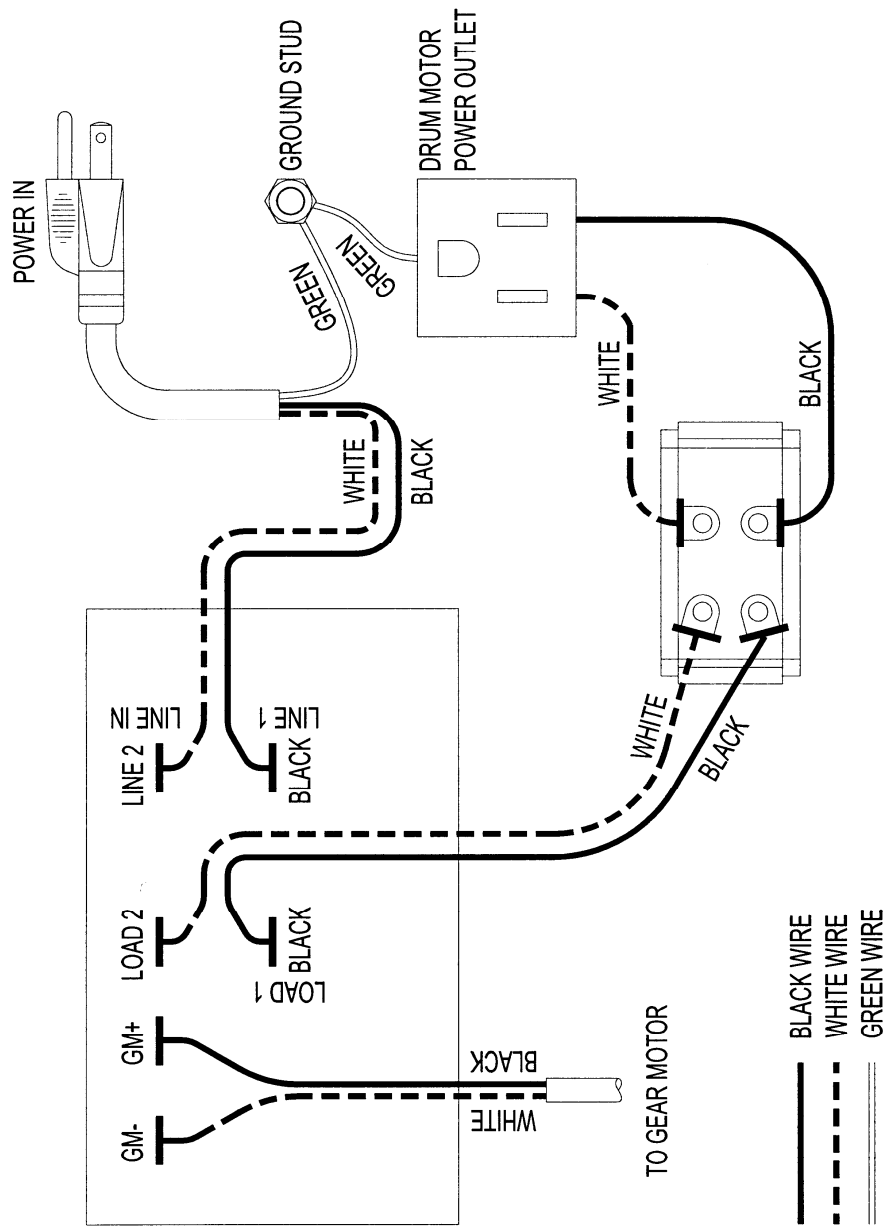 POWER IN
GROUND STUD
DRUM MOTOR
POWER OUTLET
GREEN
GREEN
WHITE
BLACK
WHITE
BLACK
LINE IN
LINE 2
LINE 1
BLACK
WHITE
BLACK
LOAD 2
BLACK
LOAD 1
GM+
GM-
BLACK
WHITE
TO GEAR MOTOR
BLACK WIRE
WHITE WIRE
GREEN WIRE